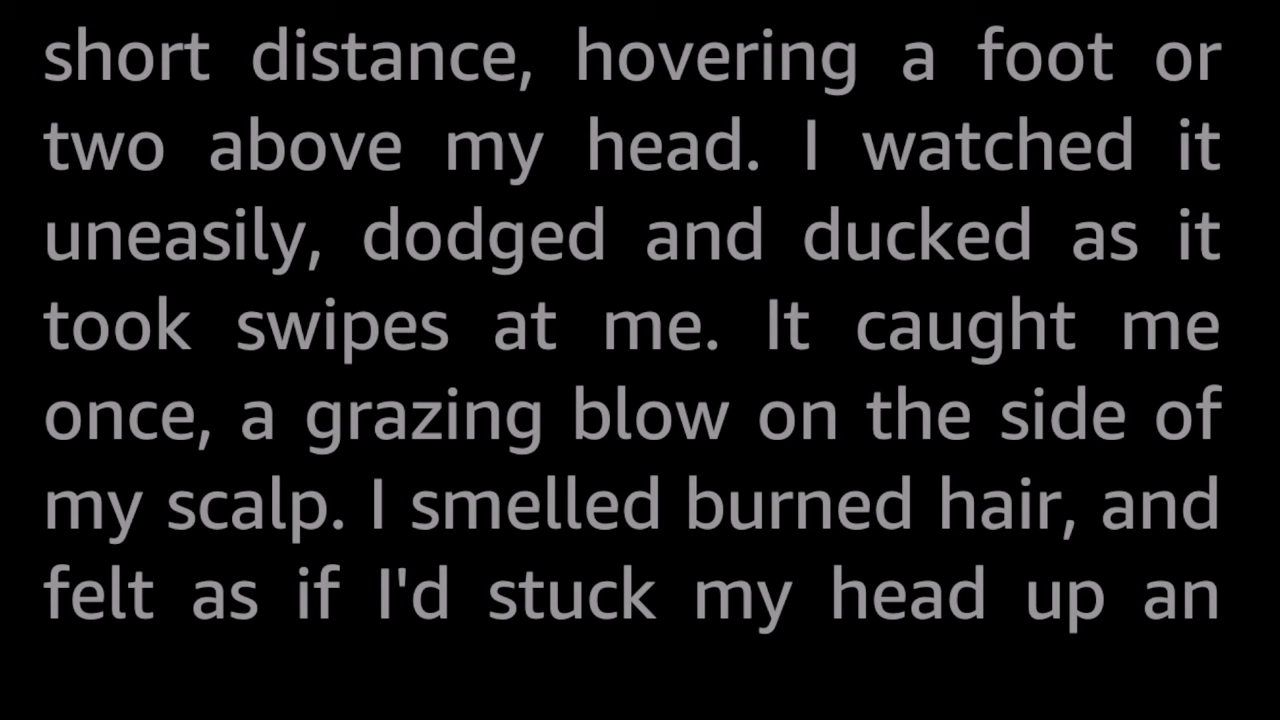 short distance, hovering a foot or
two above my head. I watched it
uneasily, dodged and ducked as it
took swipes at me. It caught me
once, a grazing blow on the side of
my scalp. I smelled burned hair, and
felt as if I'd stuck my head up an